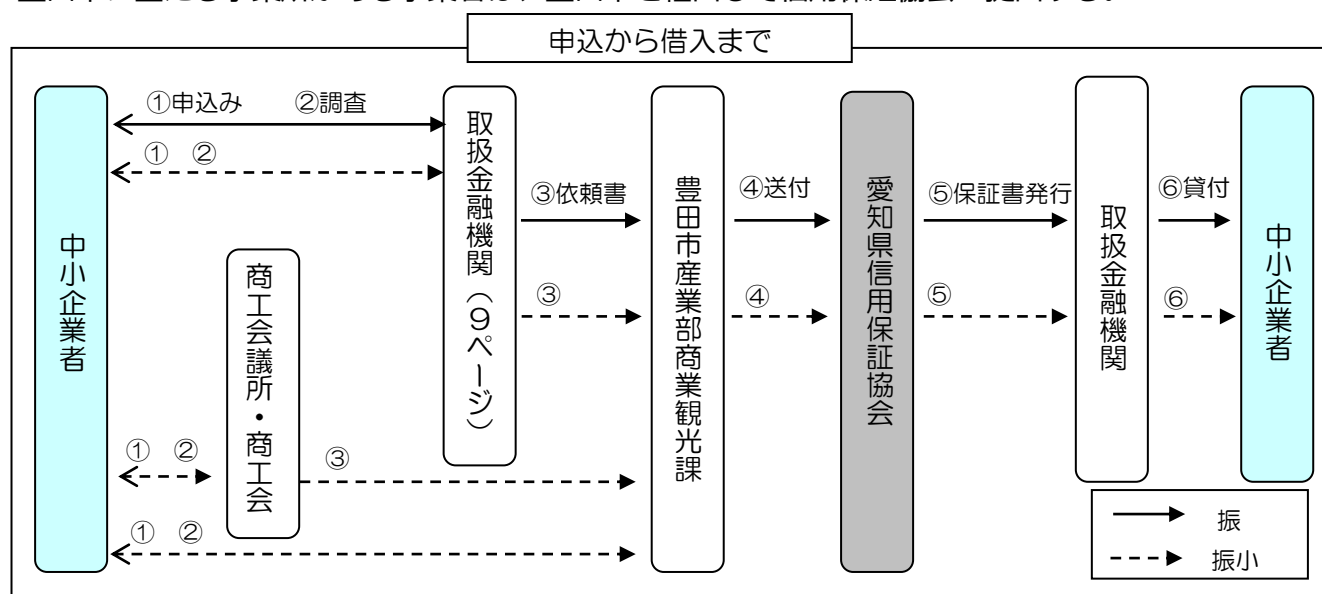 申込から借入まで
中小企業者
①申込み ②調査
① ②
取扱金融機関（９ページ）
商工会議所・商工会
① ②
③
① ②
③依頼書
③
豊田市産業部商業観光課
④送付
④
愛知県信用保証協会
⑤保証書発行
⑤
取扱金融機関
⑥貸付
⑥
中小企業者
振
振小